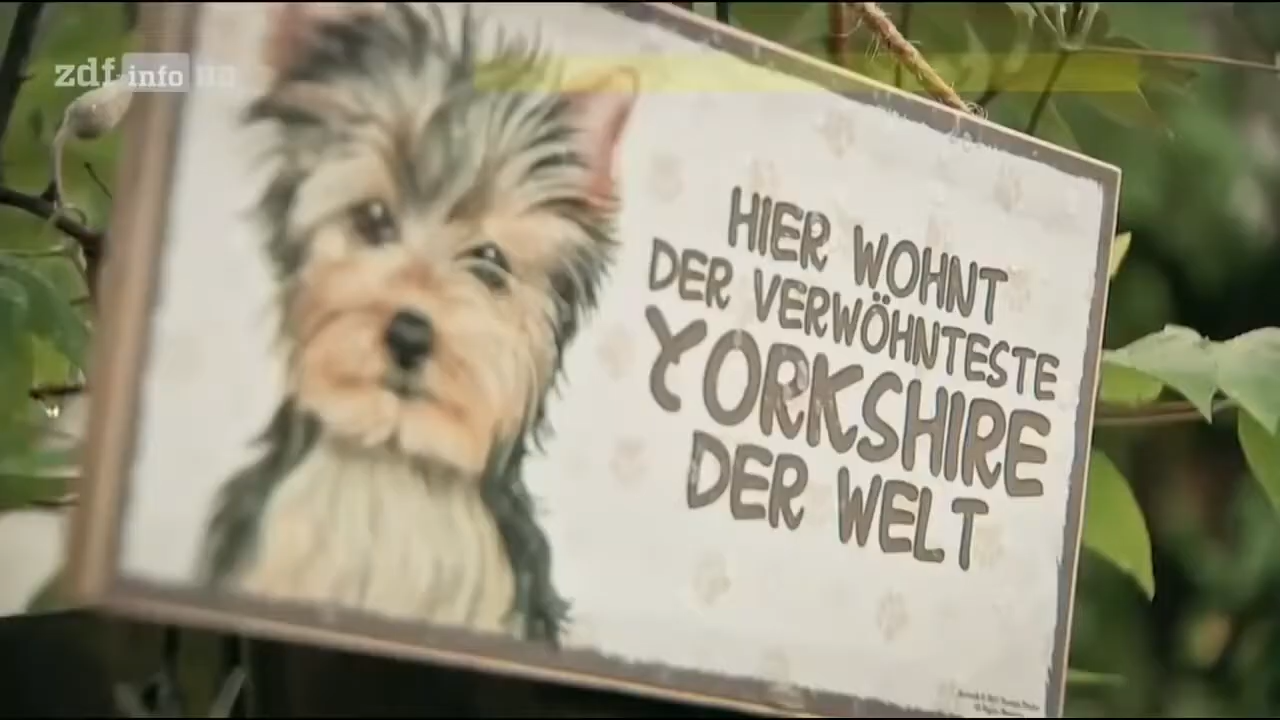 zdf info
HIER WOHNT
DER VERWÖHNTESTE
YORKSHIRE
DER WELT